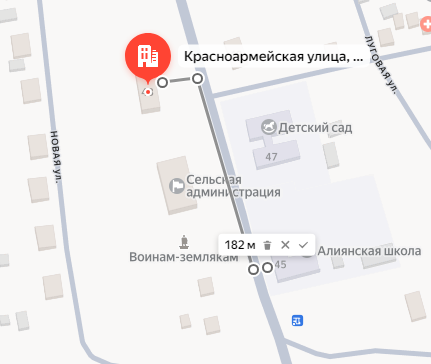 Красноармейская улица, ...
ЛУГОВАЯ УЛ.
Детский сад
47
НОВАЯ УЛ.
Сельская
администрация
182 м
Воинам-землякам
45
Алиянская школа